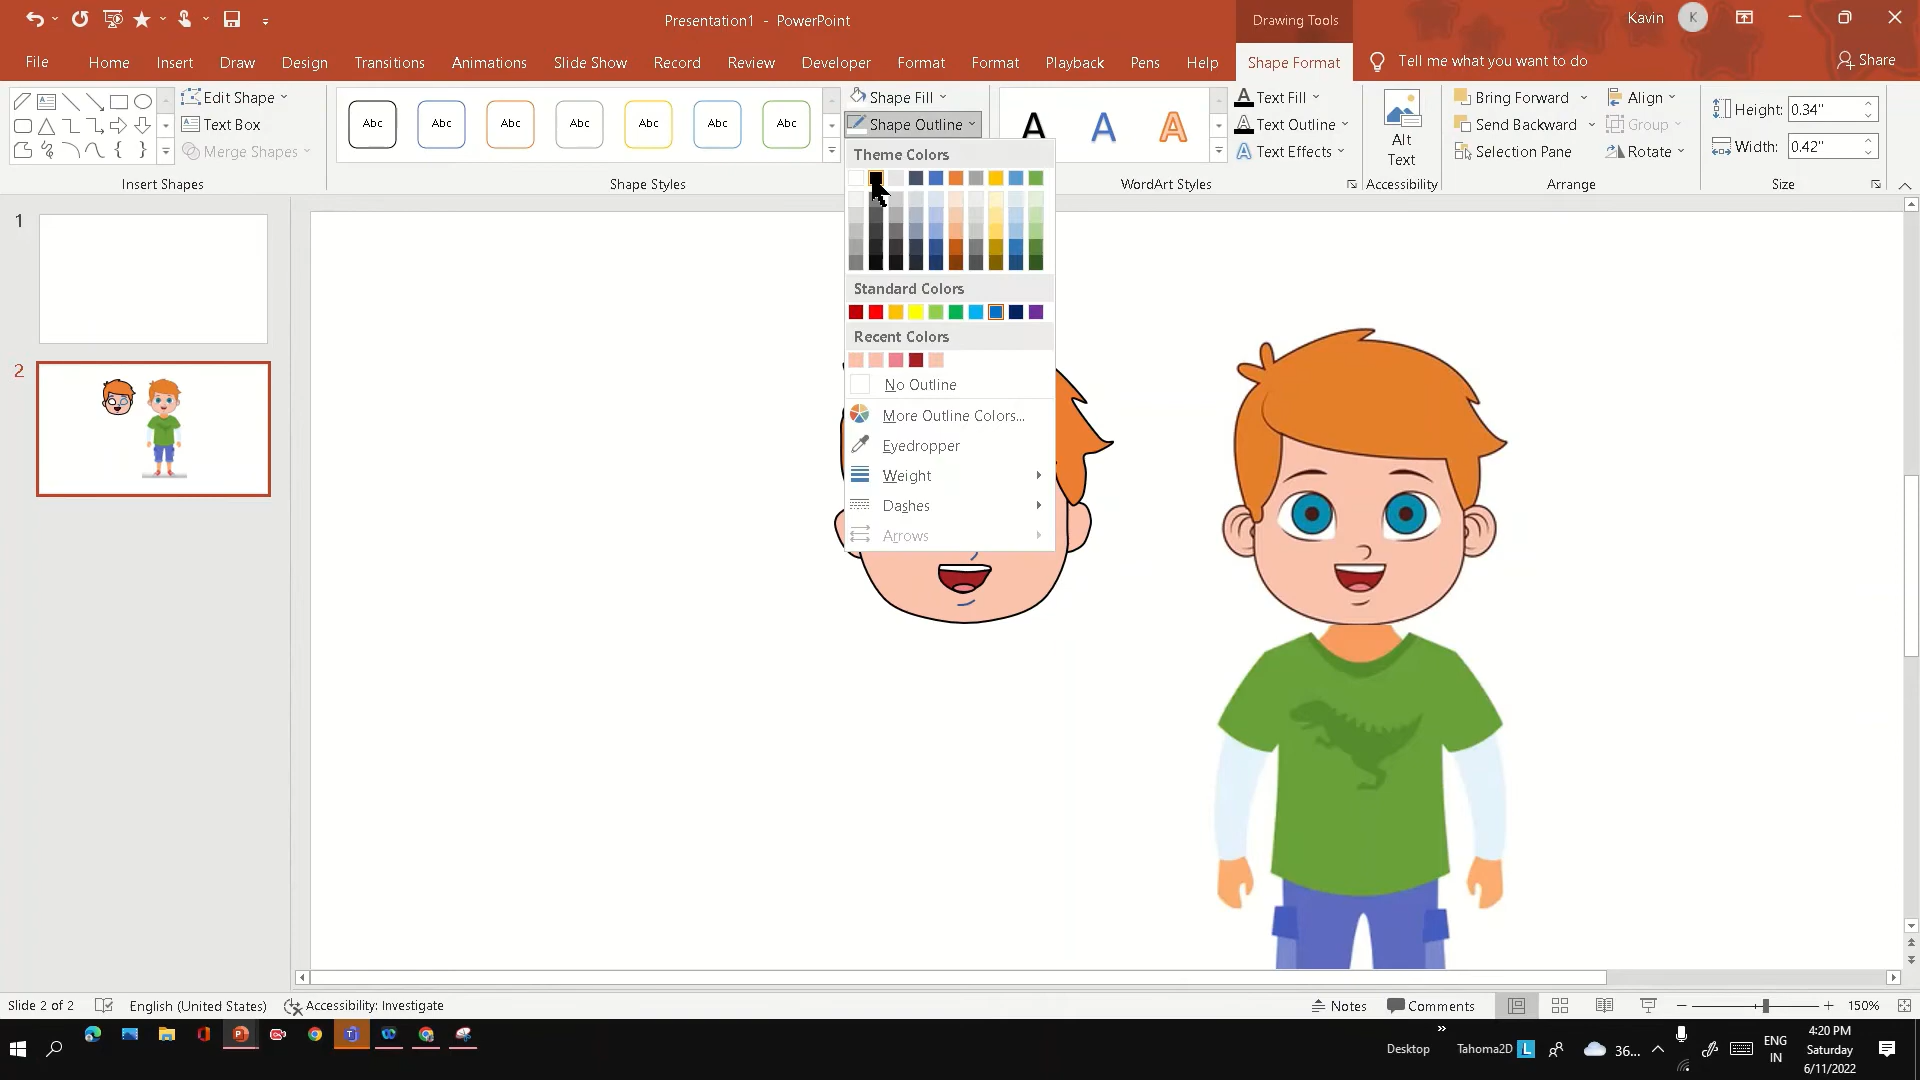 Presentation1 - PowerPoint
Drawing Tools
Kavin
K
File
Home
Insert
Draw
Design
Transitions
Animations
Slide Show
Record
Review
View
Developer
Format
Format
Playback
Pens
Help
Shape Format
Tell me what you want to do
Share
Edit Shape
Text Box
Merge Shapes
Insert Shapes
Abc
Abc
Abc
Abc
Abc
Abc
Abc
Shape Styles
Shape Fill
Shape Outline
A
A
A
WordArt Styles
Text Fill
Text Outline
Text Effects
Alt
Text
Accessibility
Bring Forward
Send Backward
Selection Pane
Align
Group
Rotate
Arrange
Height: 0.34"
Width: 0.42"
Size
Theme Colors
Standard Colors
Recent Colors
No Outline
More Outline Colors...
Eyedropper
Weight
Dashes
Arrows
1
2
Slide 2 of 2
English (United States)
Accessibility: Investigate
Notes
Comments
150%
Desktop
Tahoma2D
L
36...
ENG
IN
4:20 PM
Saturday
6/11/2022